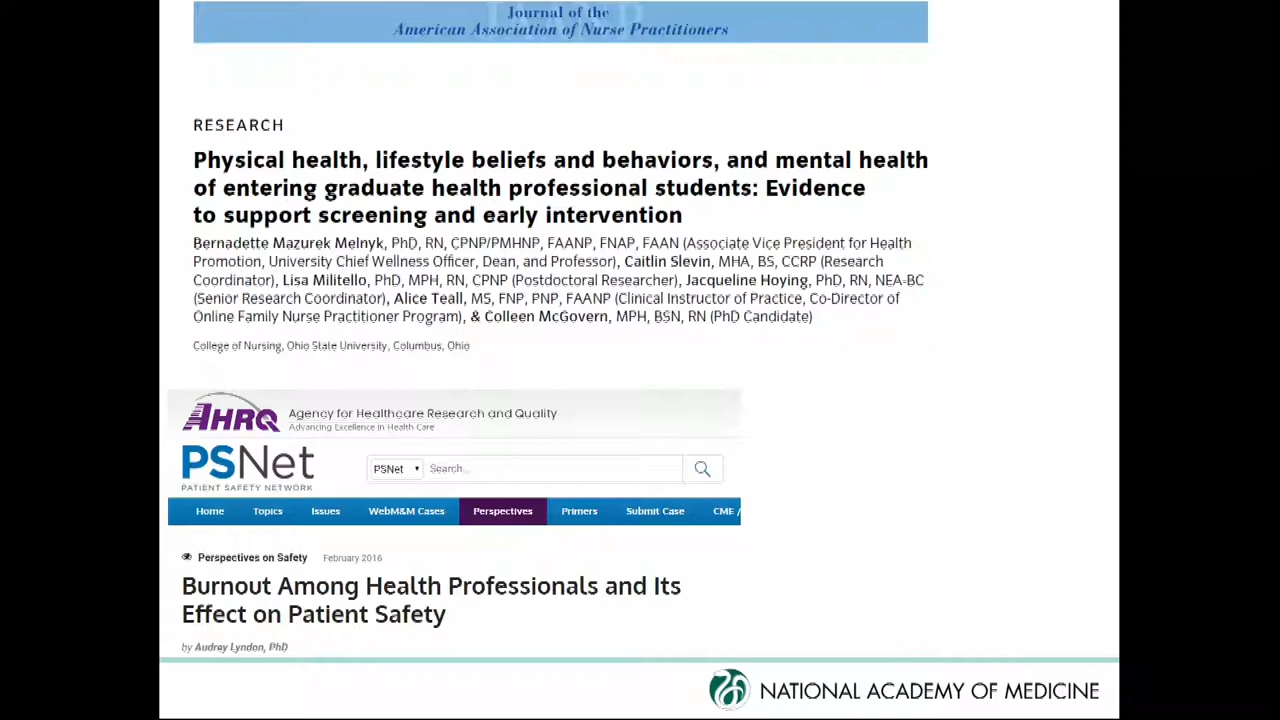 Journal of the
American Association of Nurse Practitioners
RESEARCH
Physical health, lifestyle beliefs and behaviors, and mental health
of entering graduate health professional students: Evidence
to support screening and early intervention
Bernadette Mazurek Melnyk, PhD, RN, CPNP/PMHNP, FAANP, FNAP, FAAN (Associate Vice President for Health
Promotion, University Chief Wellness Officer, Dean, and Professor), Caitlin Slevin, MHA, BS, CCRP (Research
Coordinator), Lisa Militello, PhD, MPH, RN, CPNP (Postdoctoral Researcher), Jacqueline Hoying, PhD, RN, NEA-BC
(Senior Research Coordinator), Alice Teall, MS, FNP, PNP, FAANP (Clinical Instructor of Practice, Co-Director of
Online Family Nurse Practitioner Program), & Colleen McGovern, MPH, BSN, RN (PhD Candidate)
College of Nursing, Ohio State University, Columbus, Ohio
AHRQ Agency for Healthcare Research and Quality
Advancing Excellence in Health Care
PSNet
PATIENT SAFETY NETWORK
PSNet Search...
Home Topics Issues WebM&M Cases Perspectives Primers Submit Case CME /
Perspectives on Safety February 2016
Burnout Among Health Professionals and Its
Effect on Patient Safety
by Audrey Lyndon, PhD
NATIONAL ACADEMY OF MEDICINE